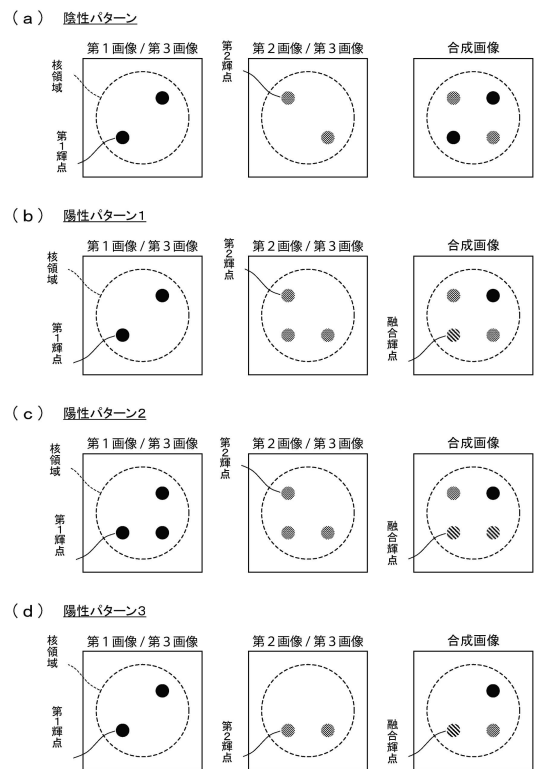 (a) 陰性パターン
第1画像/第3画像
第2画像/第3画像
合成画像
核領域
第1輝点
第2輝点
(b) 陽性パターン1
第1画像/第3画像
第2画像/第3画像
合成画像
核領域
第1輝点
第2輝点
融合輝点
(c) 陽性パターン2
第1画像/第3画像
第2画像/第3画像
合成画像
核領域
第1輝点
第2輝点
融合輝点
(d) 陽性パターン3
第1画像/第3画像
第2画像/第3画像
合成画像
核領域
第1輝点
第2輝点
融合輝点